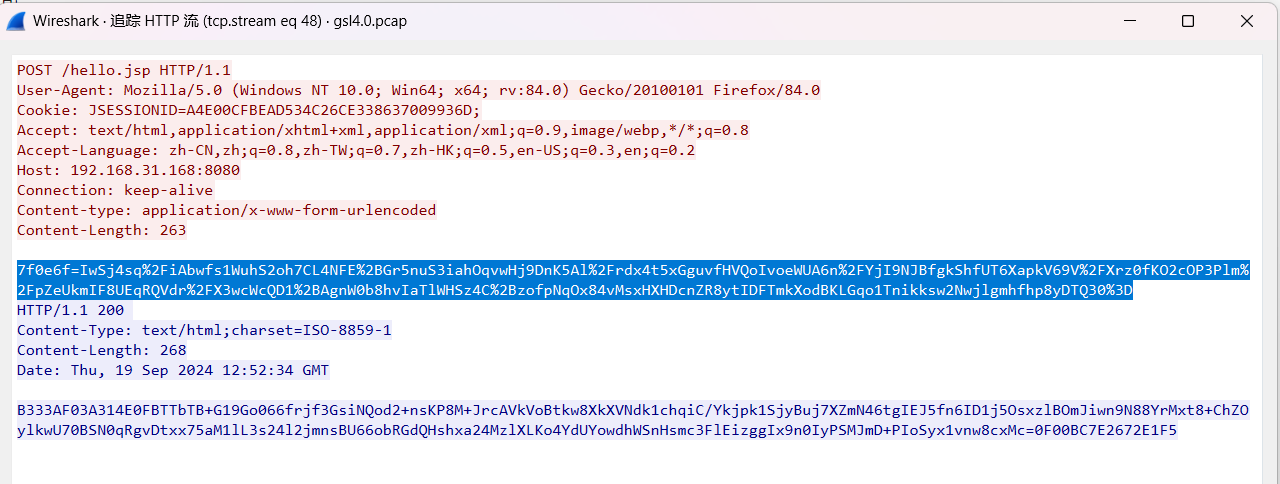 Wireshark · 追踪 HTTP 流 (tcp.stream eq 48) · gsl4.0.pcap
POST /hello.jsp HTTP/1.1
User-Agent: Mozilla/5.0 (Windows NT 10.0; Win64; x64; rv:84.0) Gecko/20100101 Firefox/84.0
Cookie: JSESSIONID=A4E00CFBEAD534C26CE338637009936D;
Accept: text/html,application/xhtml+xml,application/xml;q=0.9,image/webp,*/*;q=0.8
Accept-Language: zh-CN,zh;q=0.8,zh-TW;q=0.7,zh-HK;q=0.5,en-US;q=0.3,en;q=0.2
Host: 192.168.31.168:8080
Connection: keep-alive
Content-type: application/x-www-form-urlencoded
Content-Length: 263
7f0e6f=IwSj4sq%2FiAbwfs1WuhS2oh7CL4NFE%2BGr5nuS3iahOqvwHj9DnK5Al%2Frdx4t5xGguvfHVQoIvoeWUA6n%2FYjI9NJBfgkShfUT6XapkV69V%2FXrz0fKO2cOP3Plm%
2FpZeUkmIF8UEqRQVdr%2FX3wcWcQD1%2BAgnW0b8hvIaTlWHSz4C%2BzofpNqOx84vMsxHXHDcnZR8ytIDFTmkXodBKLGqo1Tnikksw2Nwjlgmhfhp8yDTQ30%3D
HTTP/1.1 200
Content-Type: text/html;charset=ISO-8859-1
Content-Length: 268
Date: Thu, 19 Sep 2024 12:52:34 GMT
B333AF03A314E0FBTTbTB+G19Go066frjf3GsiNQod2+nsKP8M+JrcAVkVoBtkw8XkXVNdk1chqiC/Ykjpk1SjyBuj7XZmN46tgIEJ5fn6ID1j5OsxzlBOmJiwn9N88YrMxt8+ChZO
ylkwU70BSN0qRgvDtxx75aM1lL3s24l2jmnsBU66obRGdQHshxa24MzlXLKo4YdUYowdhWSnHsmc3FlEizggIx9n0IyPSMJmD+PIoSyx1vnw8cxMc=0F00BC7E2672E1F5